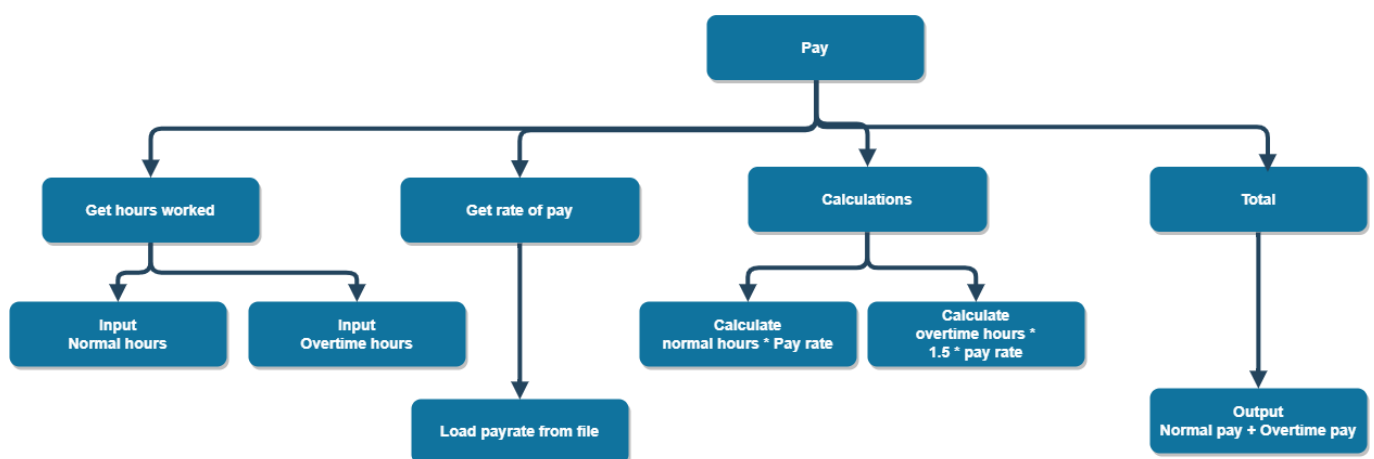 Pay
Get hours worked
Get rate of pay
Calculations
Total
Input
Normal hours
Input
Overtime hours
Calculate
normal hours * Pay rate
Calculate
overtime hours *
1.5 * pay rate
Load payrate from file
Output
Normal pay + Overtime pay